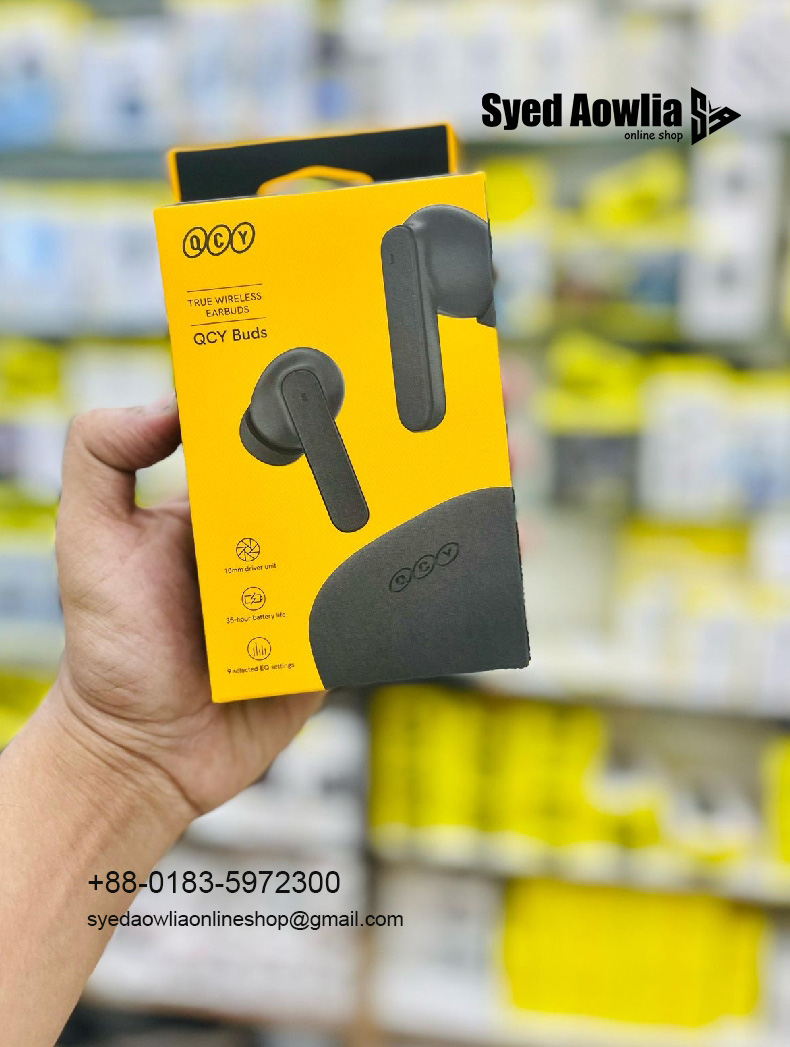 Syed Aowlia
online shop
QCY
TRUE WIRELESS
EARBUDS
QCY Buds
10mm driver unit
35-hour battery life
9 selected EQ settings
QCY
+88-0183-5972300
syedaowliaonlineshop@gmail.com